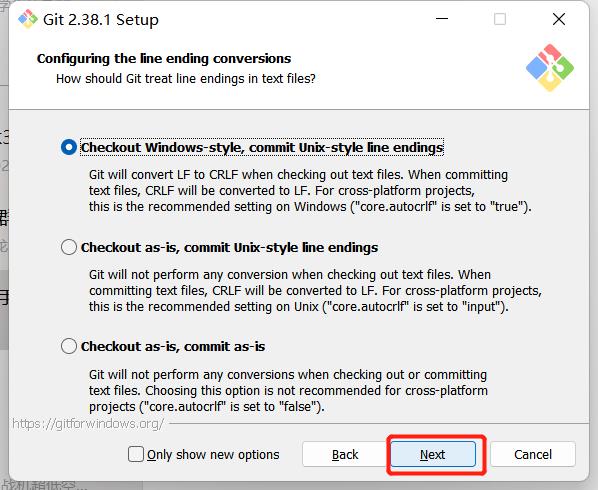 Git 2.38.1 Setup
Configuring the line ending conversions
How should Git treat line endings in text files?
Checkout Windows-style, commit Unix-style line endings
Git will convert LF to CRLF when checking out text files. When committing
text files, CRLF will be converted to LF. For cross-platform projects,
this is the recommended setting on Windows ("core.autocrlf" is set to "true").
Checkout as-is, commit Unix-style line endings
Git will not perform any conversion when checking out text files. When
committing text files, CRLF will be converted to LF. For cross-platform projects,
this is the recommended setting on Unix ("core.autocrlf" is set to "input").
Checkout as-is, commit as-is
Git will not perform any conversions when checking out or committing
text files. Choosing this option is not recommended for cross-platform
projects ("core.autocrlf" is set to "false").
https://gitforwindows.org/
Only show new options
Back
Next
Cancel
战机超低空...